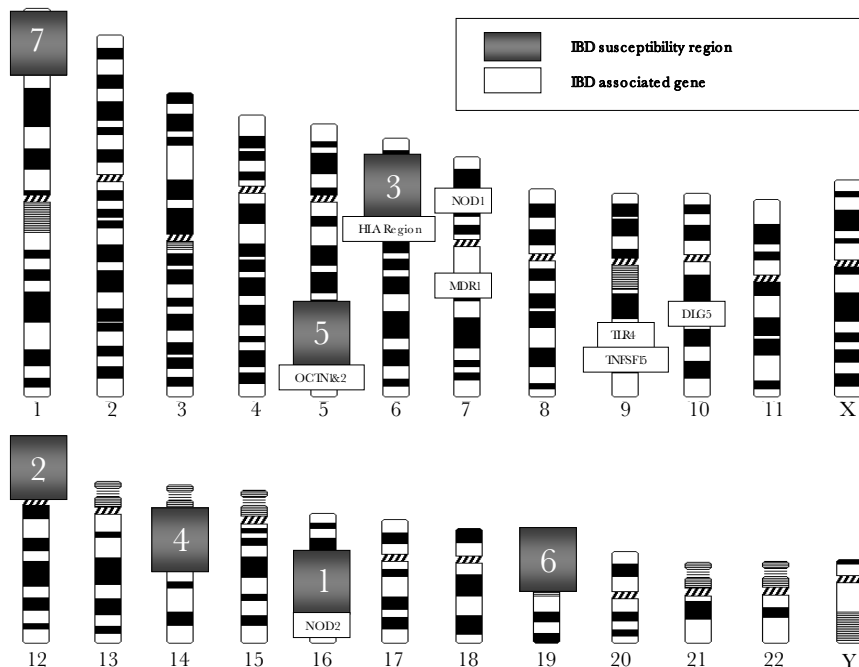 7
IBD susceptibility region
IBD associated gene
3
HLA Region
NOD1
MDR1
5
OCTN1&2
DLG5
TLR4
TNFSF15
1 2 3 4 5 6 7 8 9 10 11 X
2
4
1
NOD2
6
12 13 14 15 16 17 18 19 20 21 22 Y